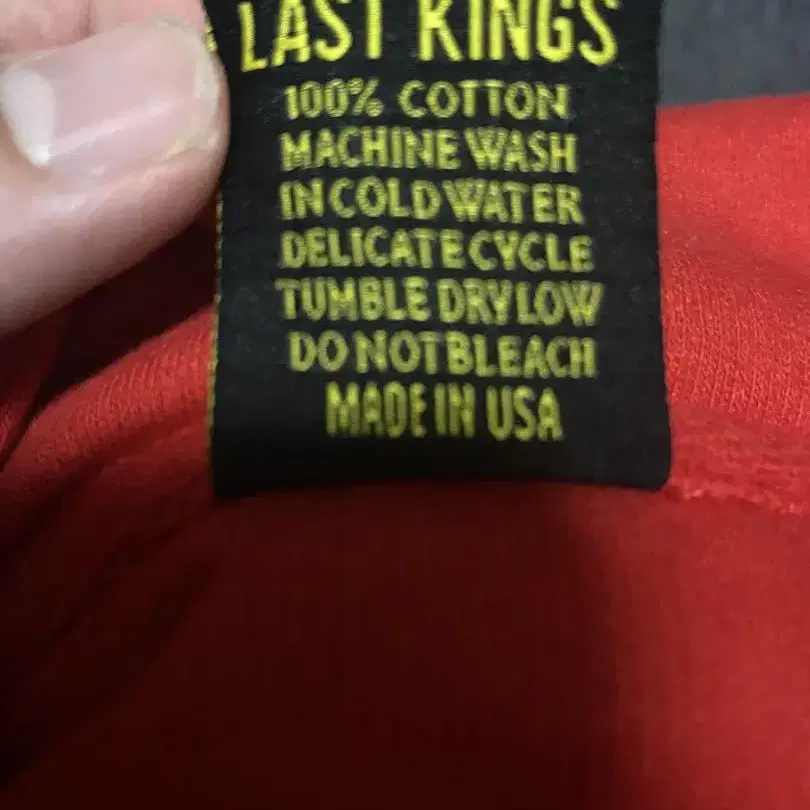 LAST KINGS
100% COTTON
MACHINE WASH
IN COLD WATER
DELICATE CYCLE
TUMBLE DRY LOW
DO NOT BLEACH
MADE IN USA